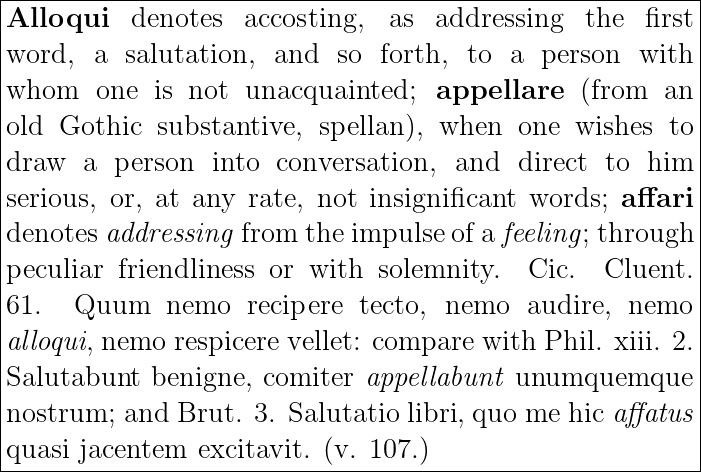 Alloqui denotes accosting, as addressing the first
word, a salutation, and so forth, to a person with
whom one is not unacquainted; appellare (from an
old Gothic substantive, spellan), when one wishes to
draw a person into conversation, and direct to him
serious, or, at any rate, not insignificant words; affari
denotes addressing from the impulse of a feeling; through
peculiar friendliness or with solemnity. Cic. Cluent.
61. Quum nemo recipere tecto, nemo audire, nemo
alloqui, nemo respicere vellet: compare with Phil. xiii. 2.
Salutabunt benigne, comiter appellabunt unumquemque
nostrum; and Brut. 3. Salutatio libri, quo me hic affatus
quasi jacentem excitavit. (v. 107.)